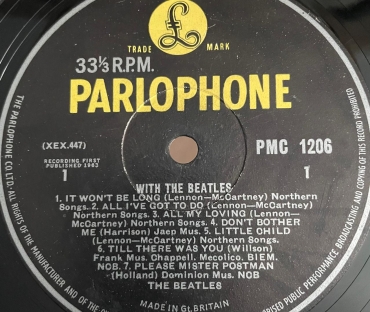 £
TRADE MARK
33⅓ R.P.M.
PARLOPHONE
(XEX.447)
PMC 1206
RECORDING FIRST
PUBLISHED 1963
1
1
WITH THE BEATLES
1. IT WON'T BE LONG (Lennon—McCartney) Northern
Songs. 2. ALL I'VE GOT TO DO (Lennon—McCartney)
Northern Songs. 3. ALL MY LOVING (Lennon—
McCartney) Northern Songs. 4. DON'T BOTHER
ME (Harrison) Jaep Mus. 5. LITTLE CHILD
(Lennon—McCartney) Northern Songs.
6. TILL THERE WAS YOU (Willson)
Frank Mus. Chappell. Mecolico. BIEM.
NCB. 7. PLEASE MISTER POSTMAN
(Holland) Dominion Mus. NCB
THE BEATLES
MADE IN GT. BRITAIN
THE PARLOPHONE CO. LTD. ALL RIGHTS OF THE MANUFACTURER AND OF THE
ORISED PUBLIC PERFORMANCE BROADCASTING AND COPYING OF THIS RECORD PROHIBITED